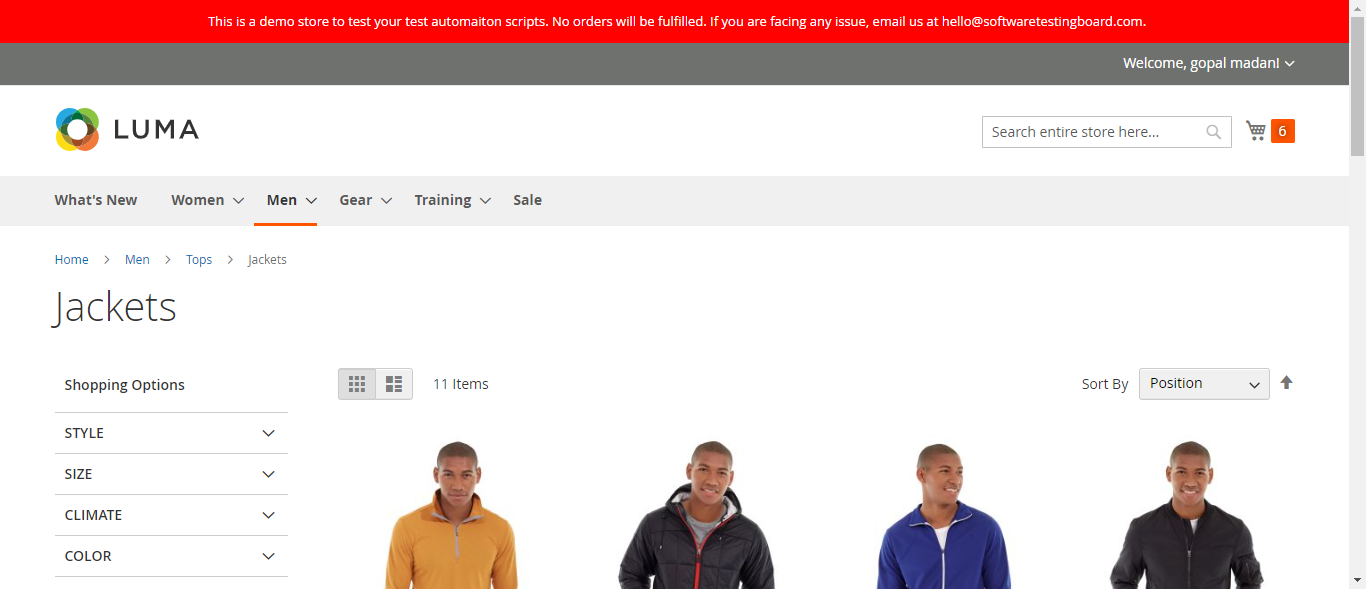 This is a demo store to test your test automaiton scripts. No orders will be fulfilled. If you are facing any issue, email us at hello@softwaretestingboard.com.
Welcome, gopal madan!
LUMA
Search entire store here...
6
What's New Women Men Gear Training Sale
Home Men Tops Jackets
Jackets
Shopping Options
11 Items
Sort By Position
STYLE
SIZE
CLIMATE
COLOR